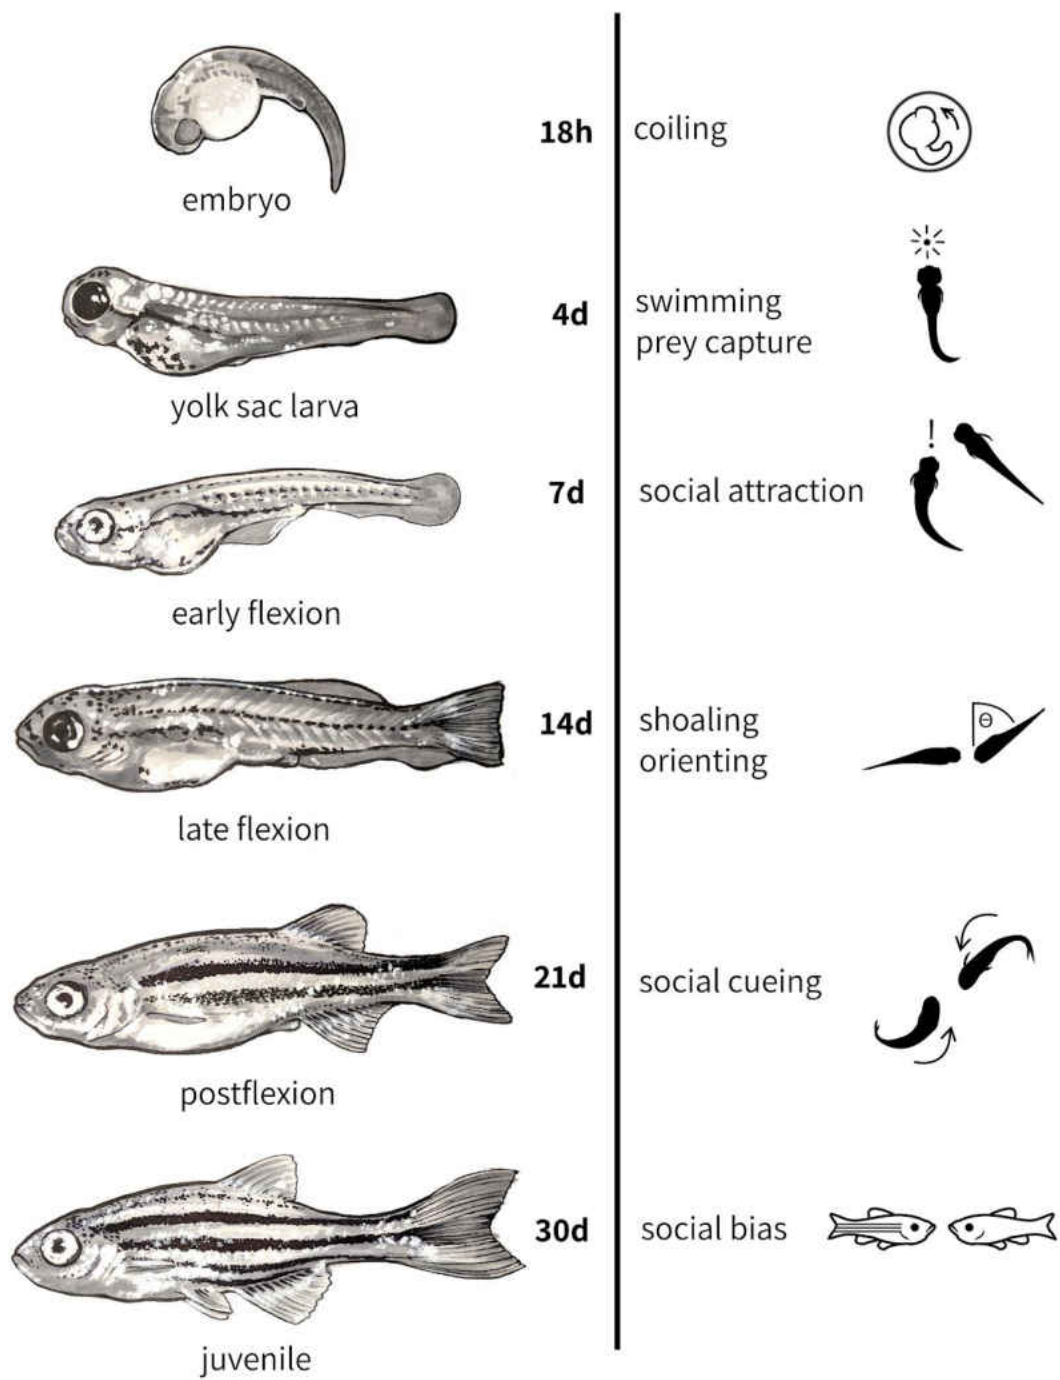 embryo
18h
coiling
yolk sac larva
4d
swimming
prey capture
early flexion
7d
social attraction
!
late flexion
14d
shoaling
orienting
θ
postflexion
21d
social cueing
juvenile
30d
social bias